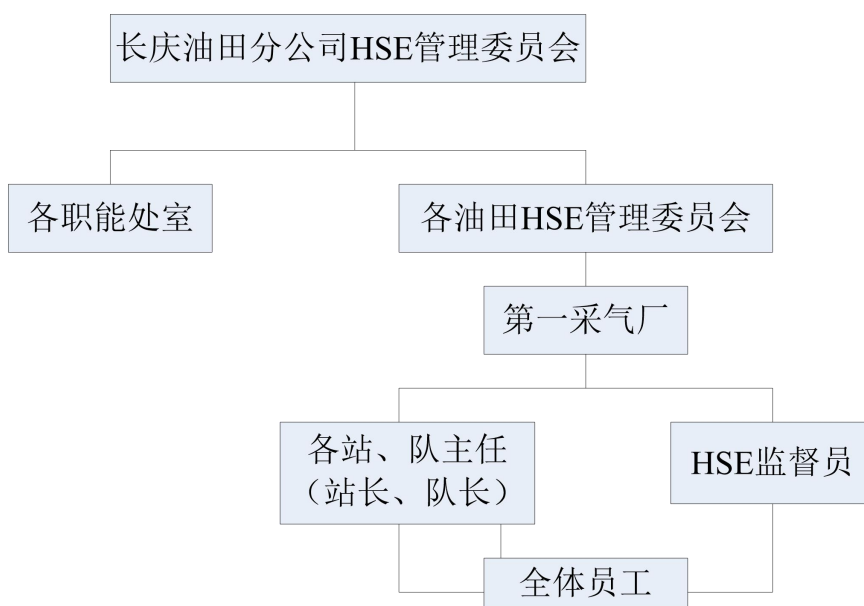 长庆油田分公司HSE管理委员会
各职能处室
各油田HSE管理委员会
第一采气厂
各站、队主任
（站长、队长）
HSE监督员
全体员工